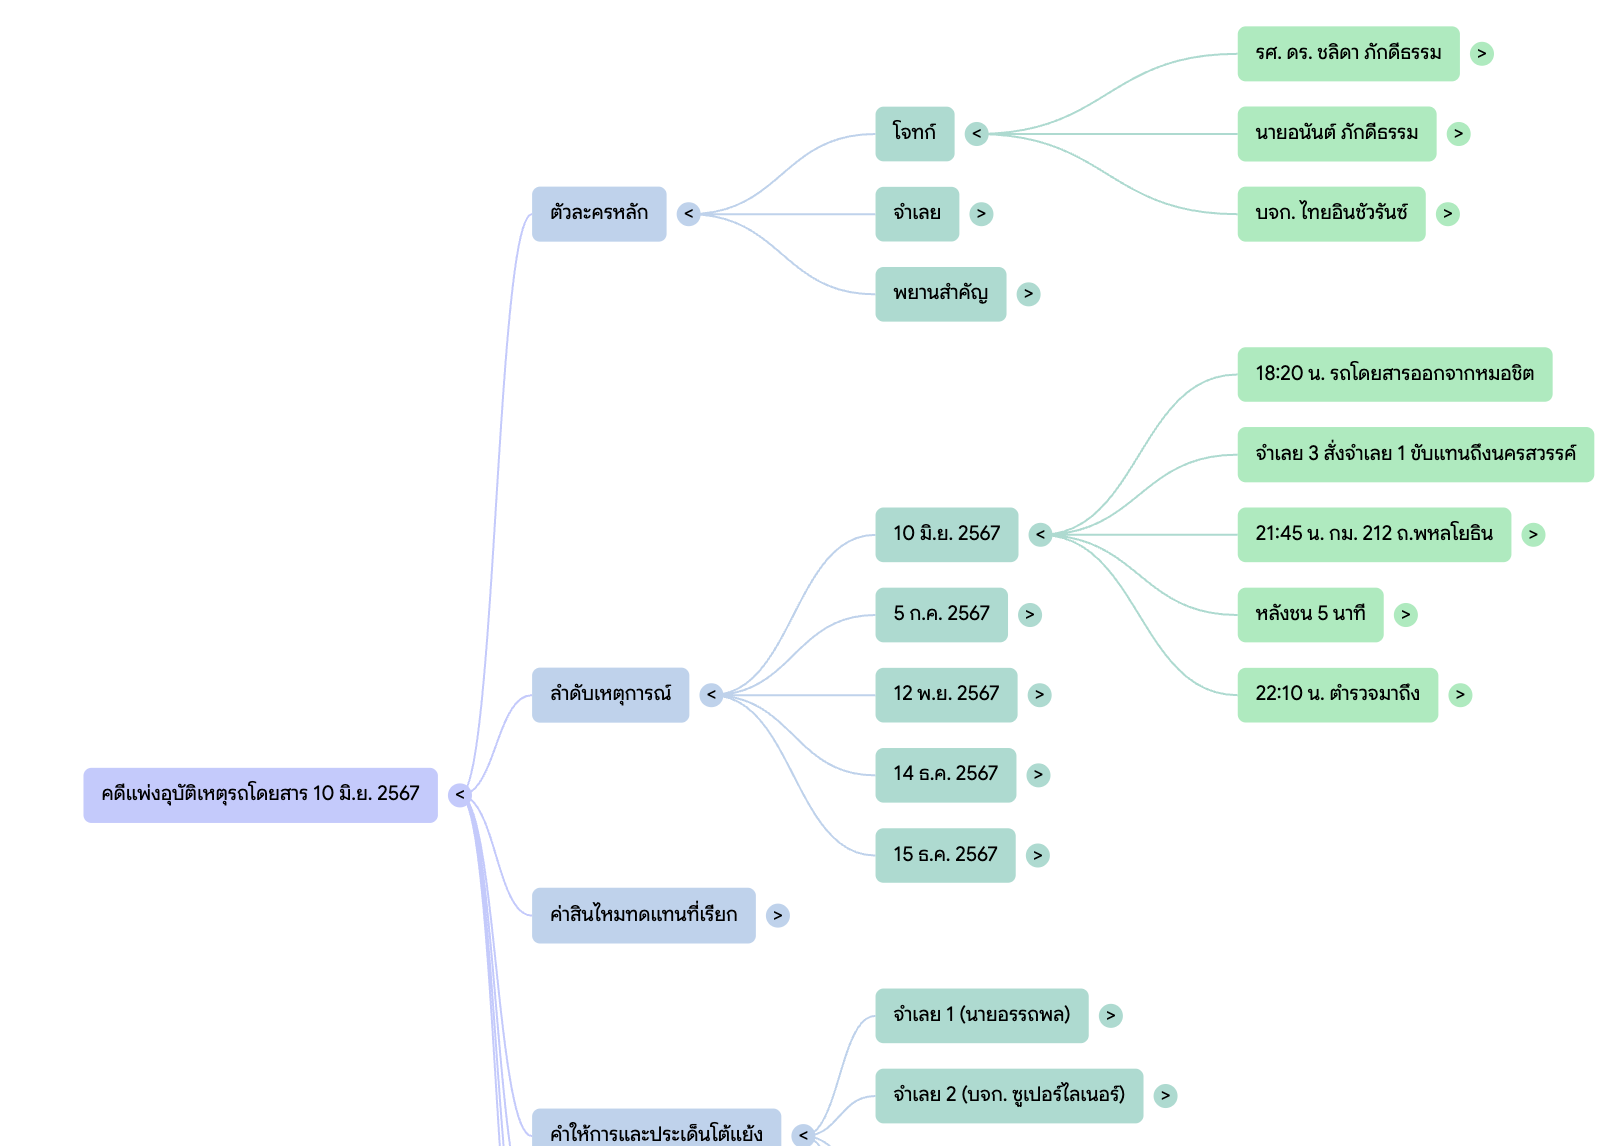 คดีแพ่งอุบัติเหตุรถโดยสาร 10 มิ.ย. 2567 <
ตัวละครหลัก <
โจทก์ <
รศ. ดร. ชลิดา ภักดีธรรม >
นายอนันต์ ภักดีธรรม >
บจก. ไทยอินชัวรันซ์ >
จำเลย >
พยานสำคัญ >
ลำดับเหตุการณ์ <
10 มิ.ย. 2567 <
18:20 น. รถโดยสารออกจากหมอชิต
จำเลย 3 สั่งจำเลย 1 ขับแทนถึงนครสวรรค์
21:45 น. กม. 212 ถ.พหลโยธิน >
หลังชน 5 นาที >
22:10 น. ตำรวจมาถึง >
5 ก.ค. 2567 >
12 พ.ย. 2567 >
14 ธ.ค. 2567 >
15 ธ.ค. 2567 >
ค่าสินไหมทดแทนที่เรียก >
คำให้การและประเด็นโต้แย้ง <
จำเลย 1 (นายอรรถพล) >
จำเลย 2 (บจก. ซูเปอร์ไลเนอร์) >